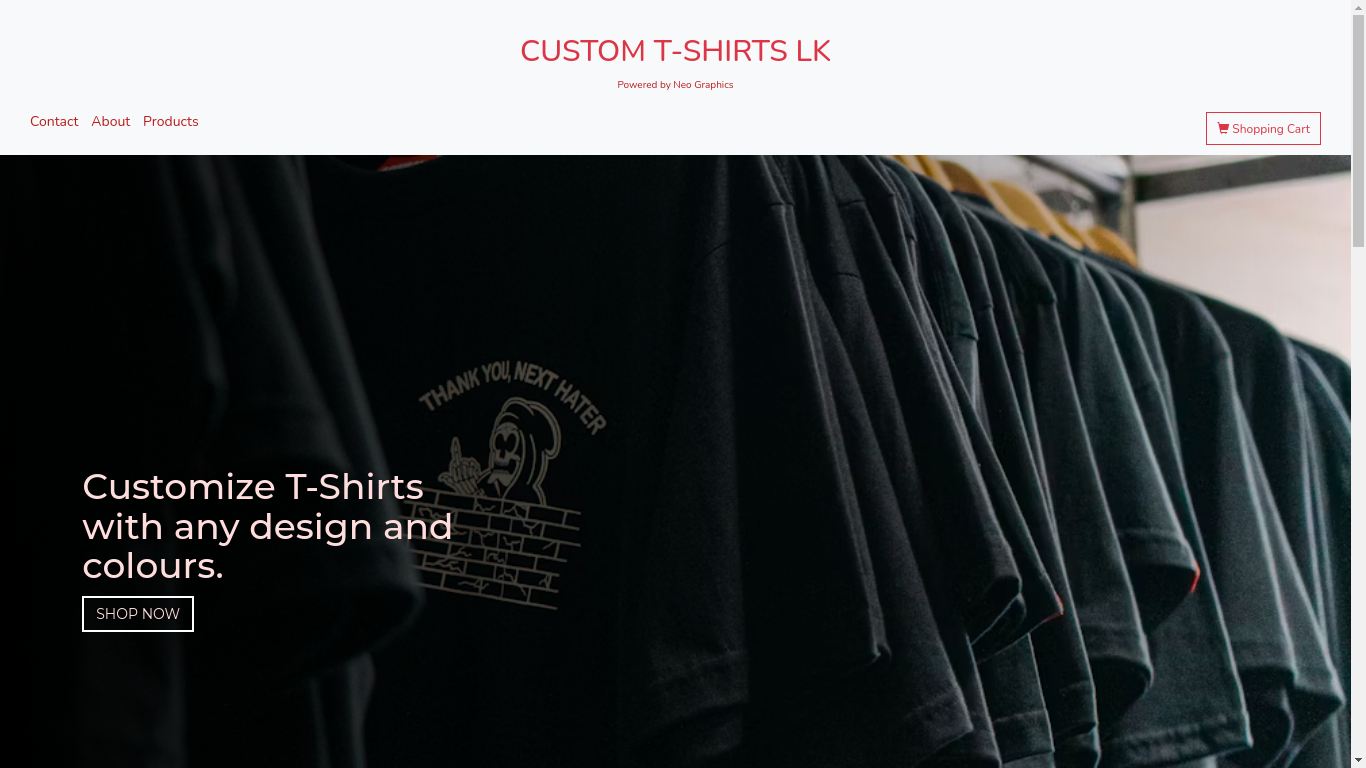 CUSTOM T-SHIRTS LK
Powered by Neo Graphics
Contact About Products
Shopping Cart
THANK YOU, NEXT HATER
Customize T-Shirts
with any design and
colours.
SHOP NOW